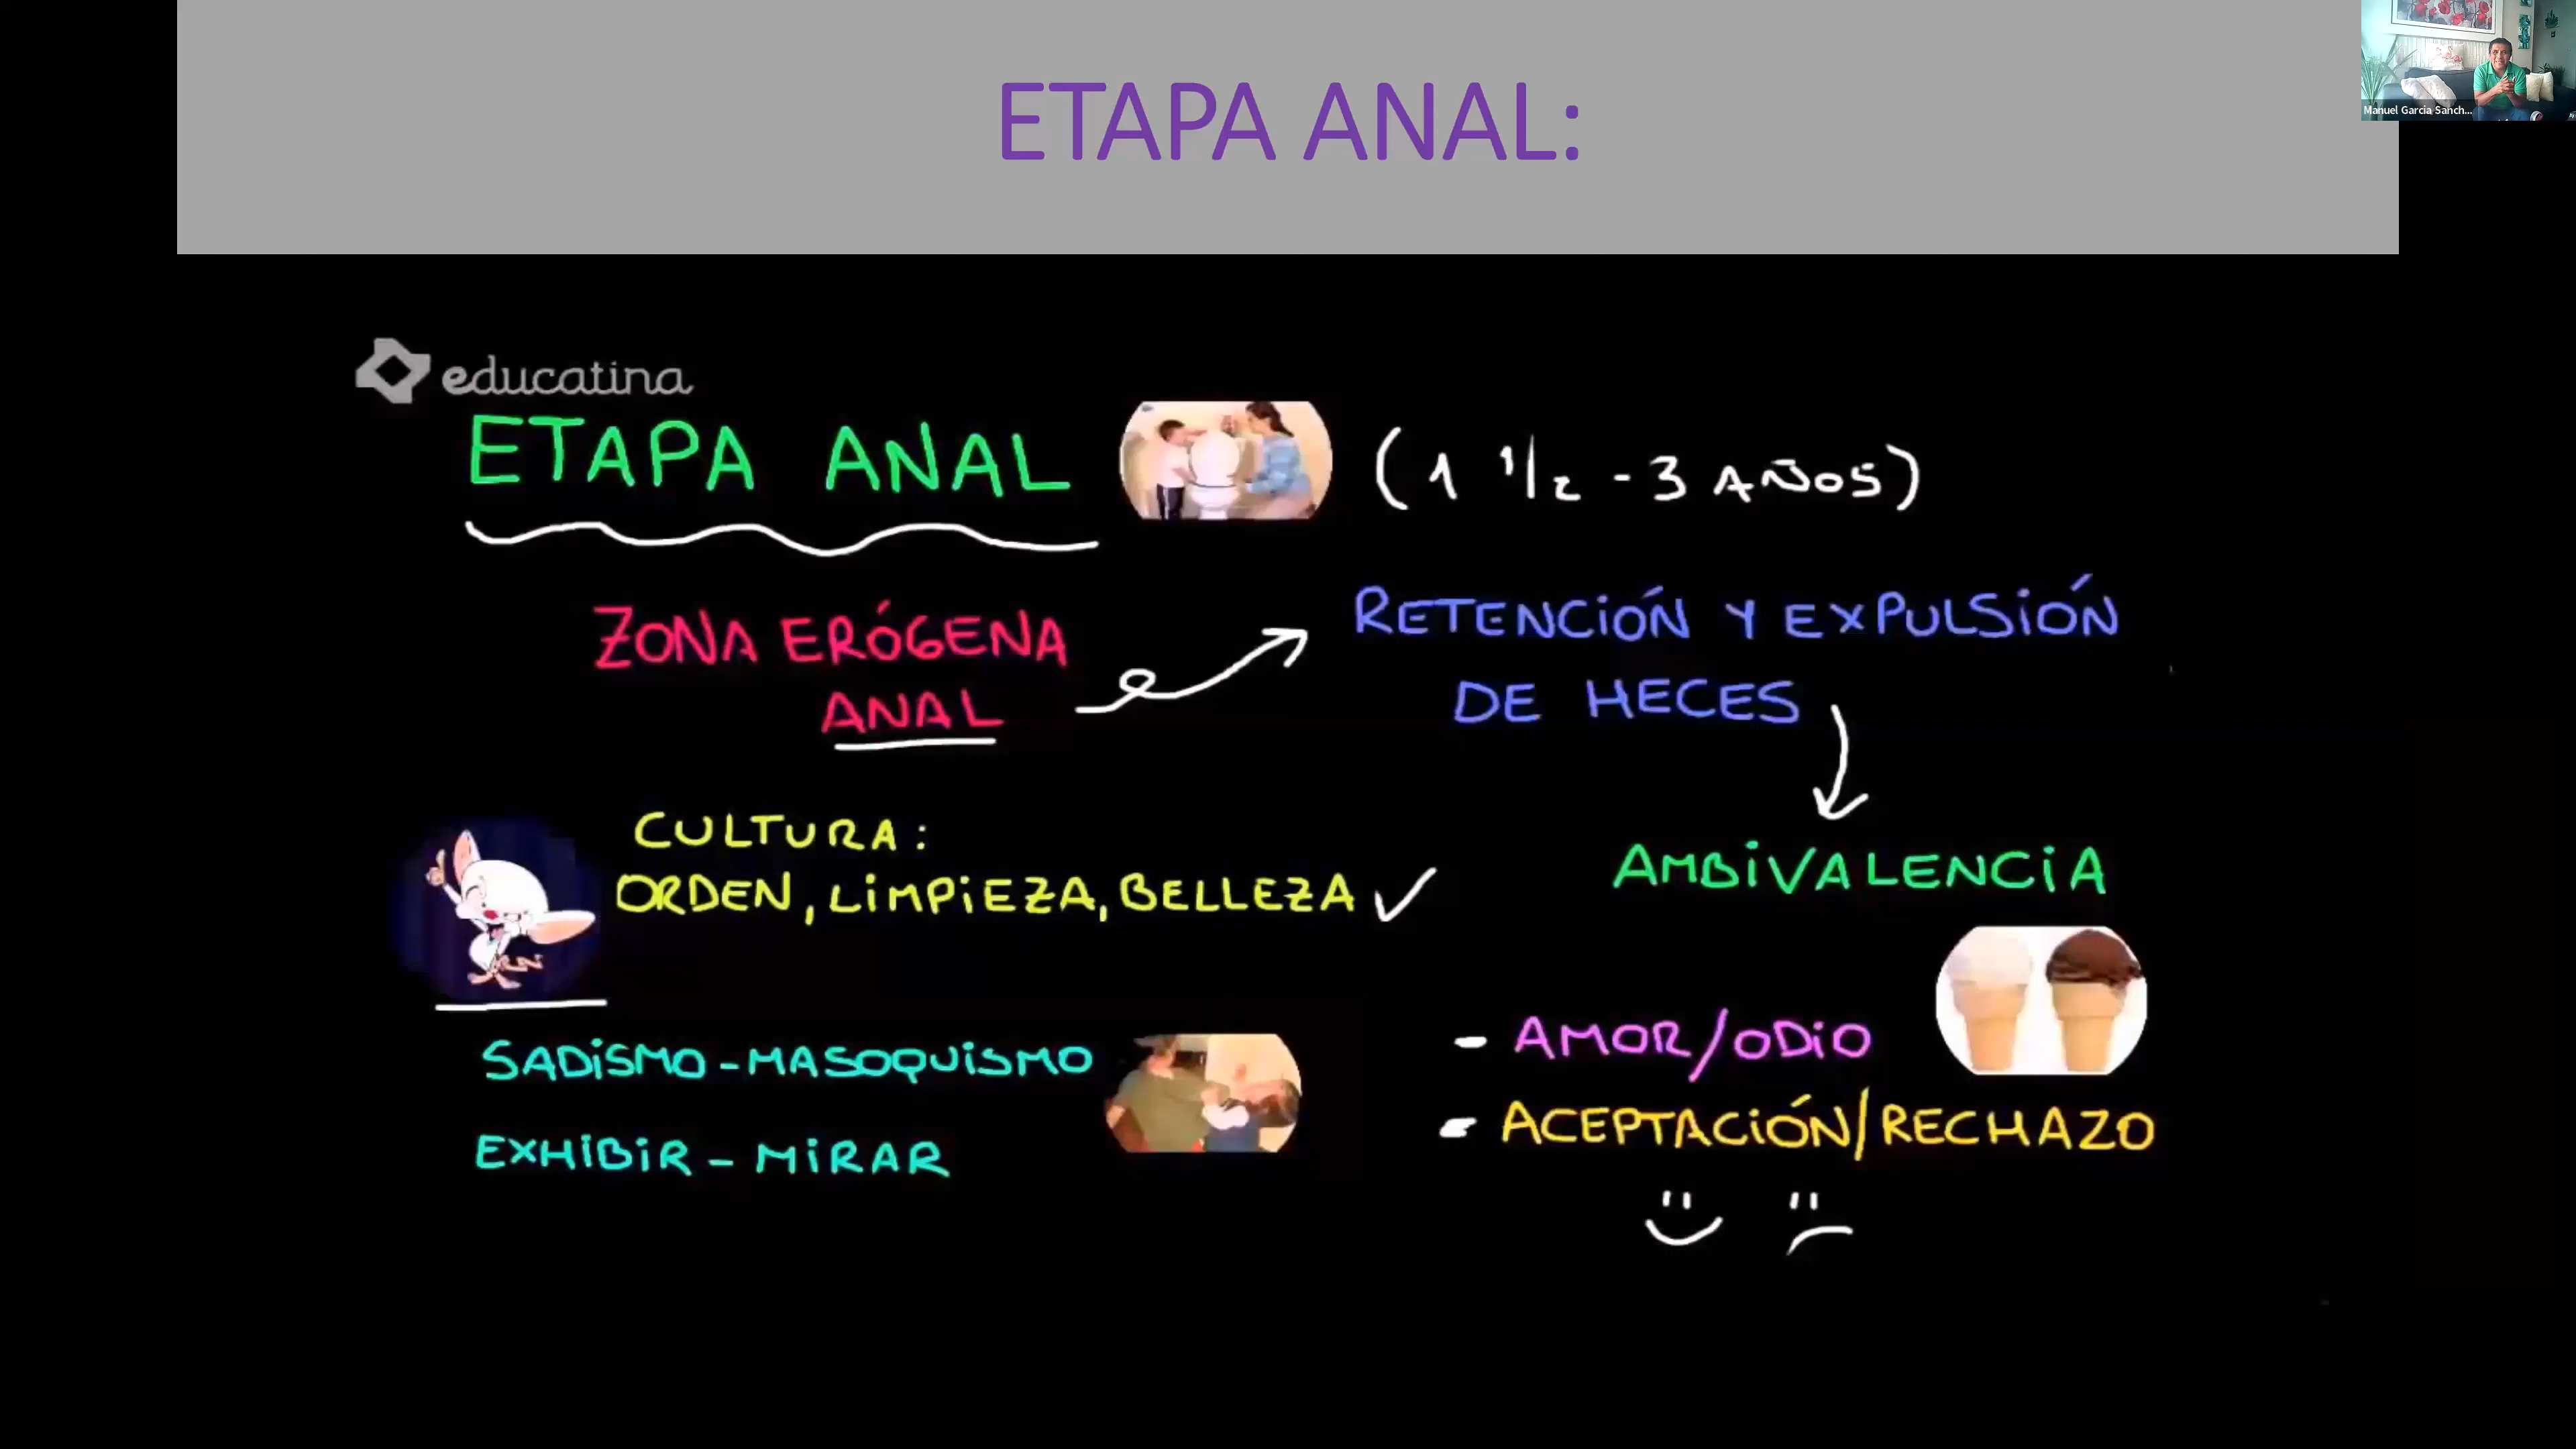 ETAPA ANAL:
Manuel Garcia Sanch...
educatina
ETAPA ANAL
(1 1/2 - 3 AÑOS)
ZONA ERÓGENA
ANAL
RETENCIÓN Y EXPULSIÓN
DE HECES
CULTURA:
ORDEN, LIMPIEZA, BELLEZA
AMBIVALENCIA
SADISMO - MASOQUISMO
EXHIBIR - MIRAR
- AMOR/ODIO
- ACEPTACIÓN/RECHAZO